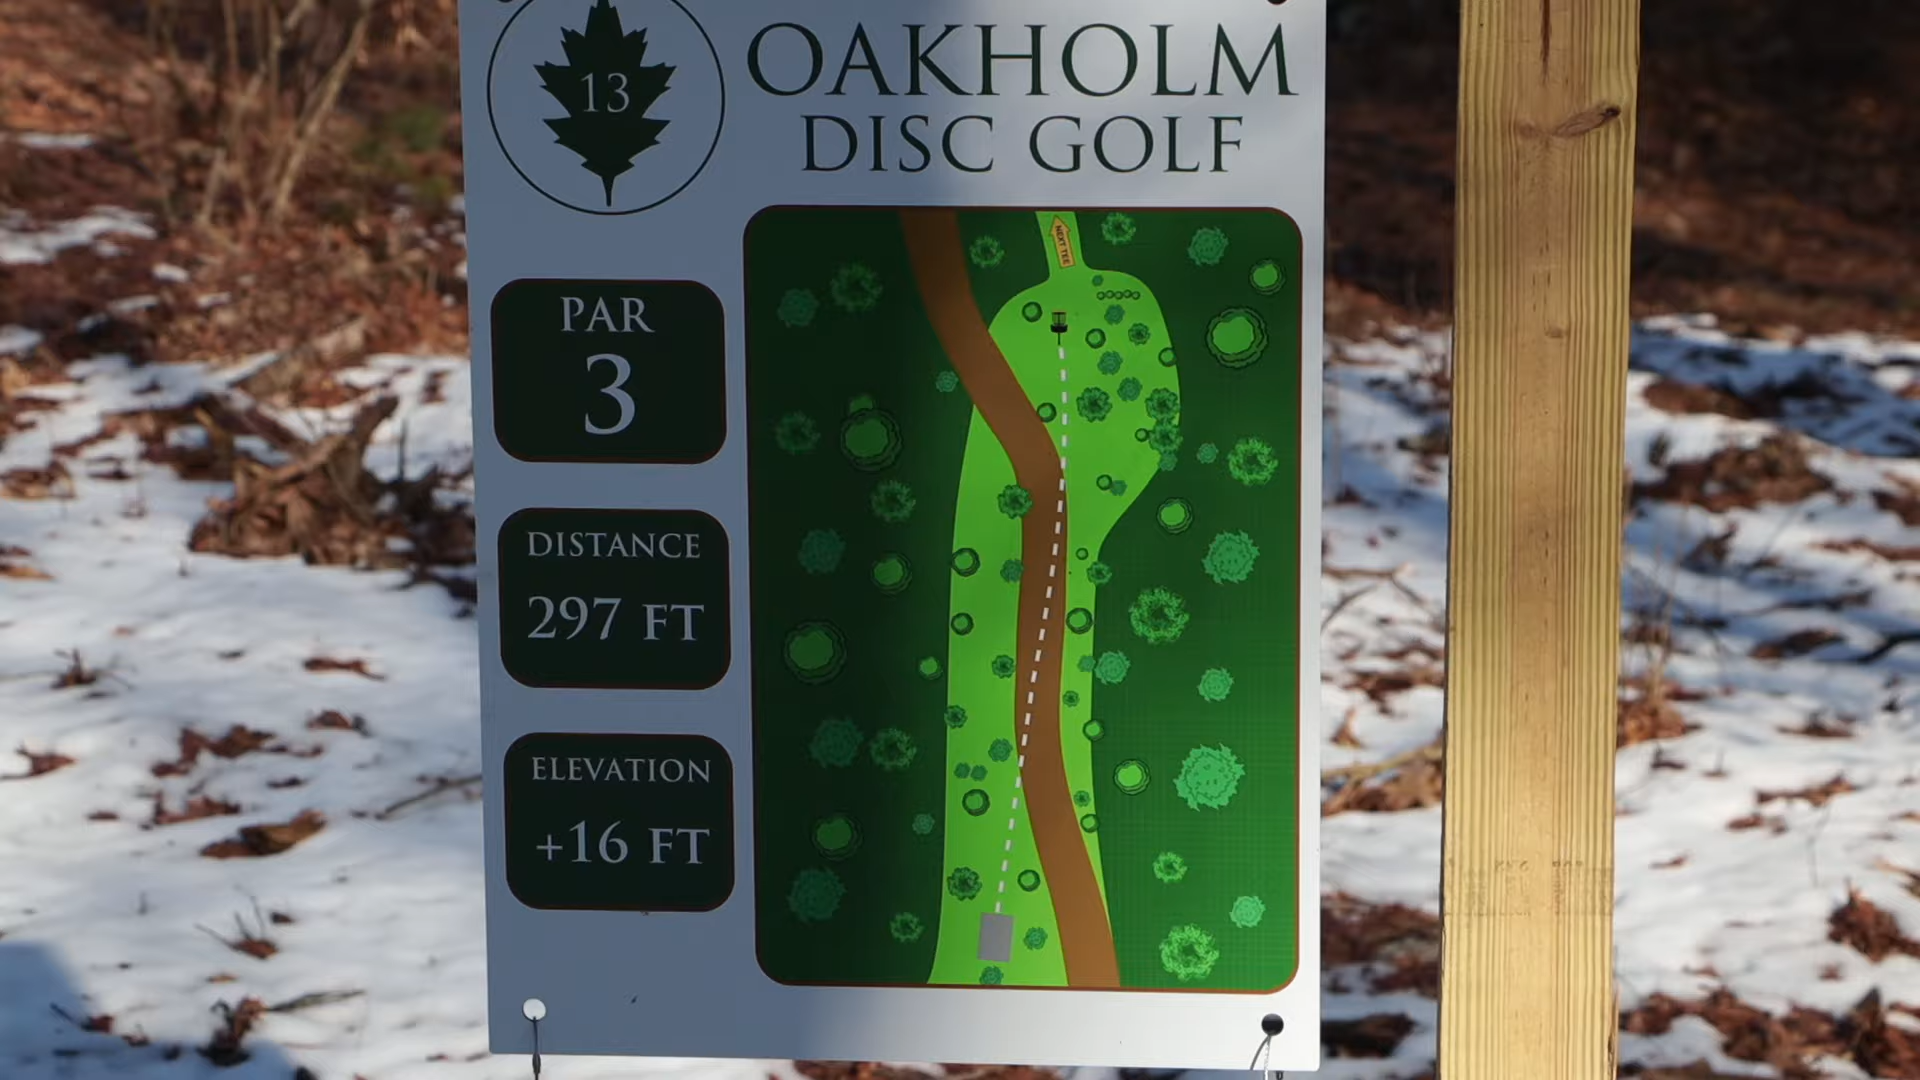 13
OAKHOLM
DISC GOLF
NEXT TEE
PAR
3
DISTANCE
297 FT
ELEVATION
+16 FT